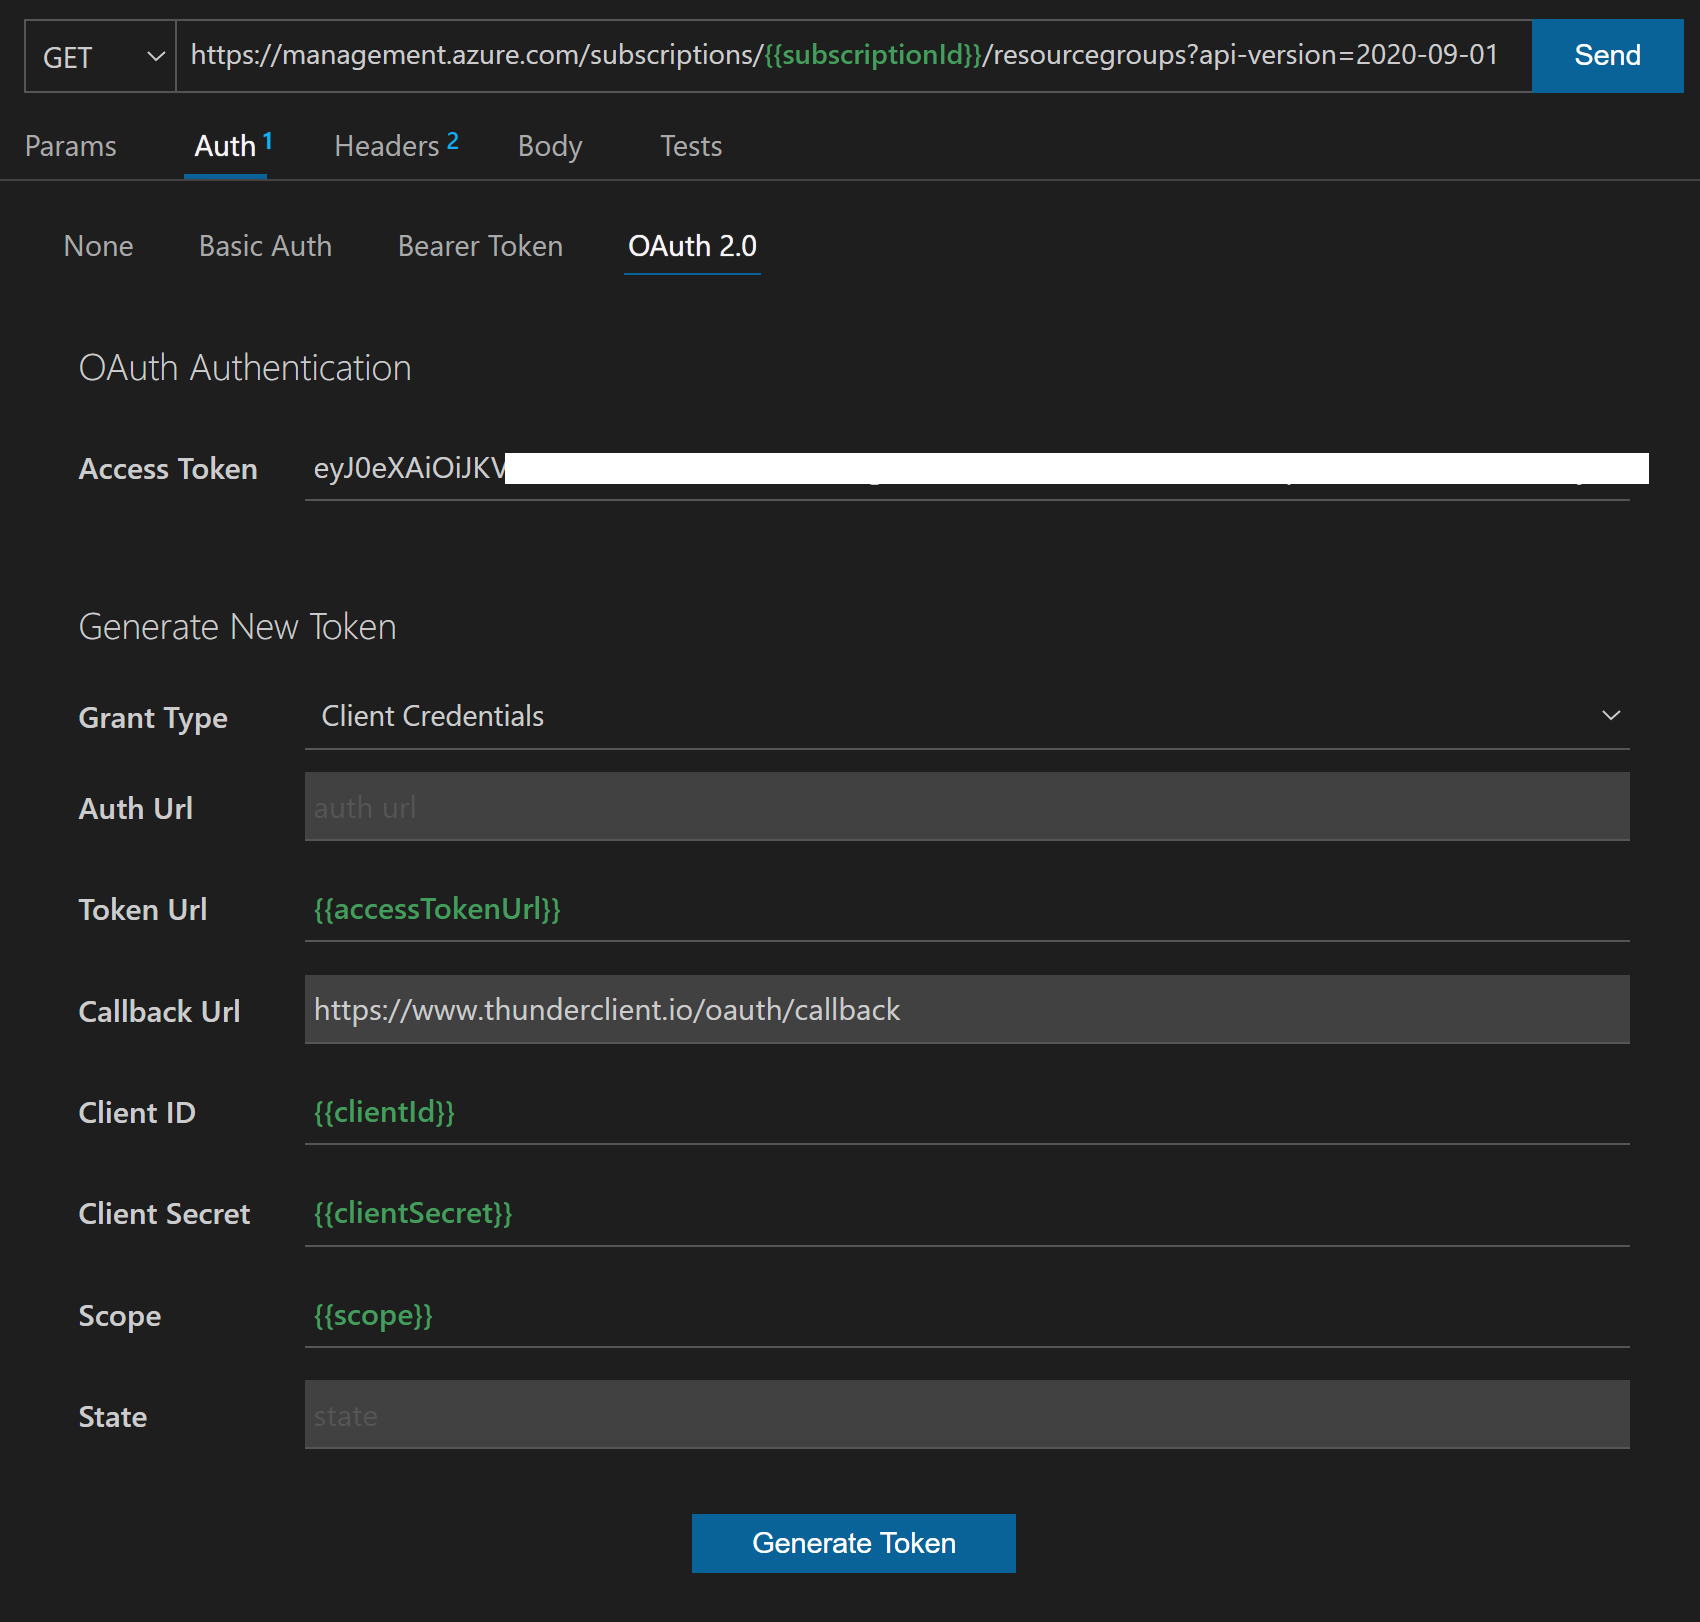 GET https://management.azure.com/subscriptions/{{subscriptionId}}/resourcegroups?api-version=2020-09-01 Send
Params Auth 1 Headers 2 Body Tests
None Basic Auth Bearer Token OAuth 2.0
OAuth Authentication
Access Token eyJ0eXAiOiJKV
Generate New Token
Grant Type Client Credentials
Auth Url auth url
Token Url {{accessTokenUrl}}
Callback Url https://www.thunderclient.io/oauth/callback
Client ID {{clientId}}
Client Secret {{clientSecret}}
Scope {{scope}}
State state
Generate Token